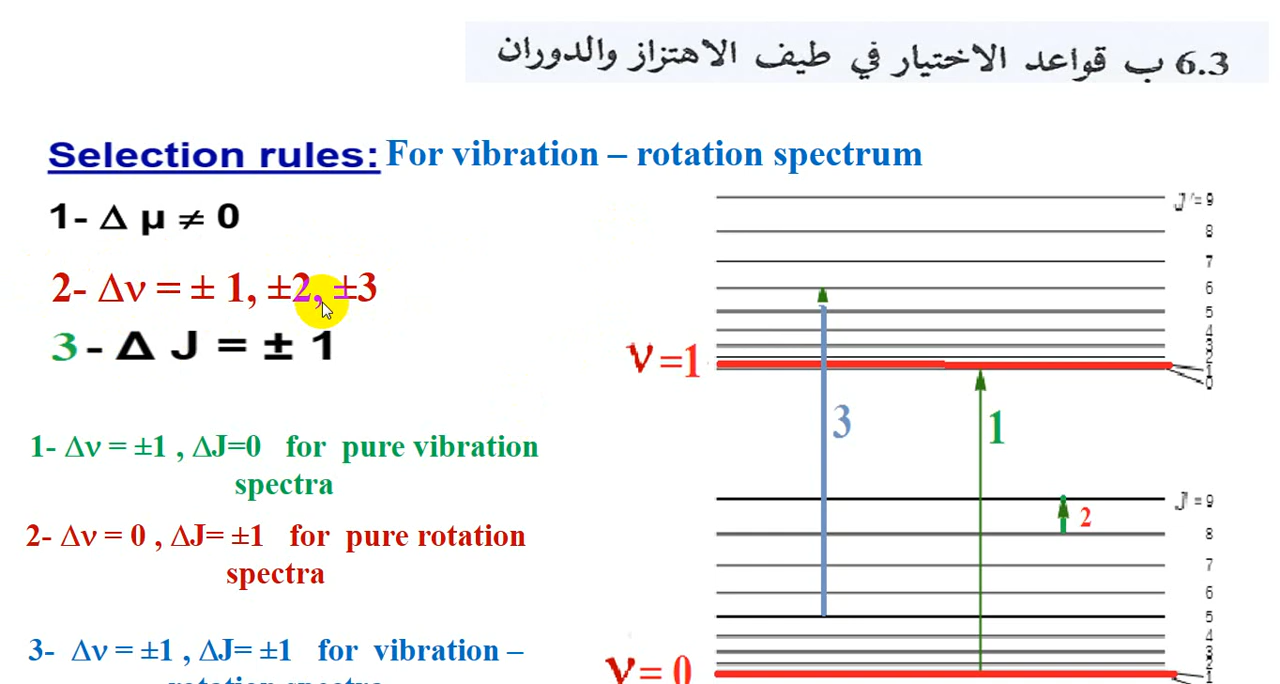 6.3 ب قواعد الاختيار في طيف الاهتزاز والدوران
Selection rules: For vibration – rotation spectrum
1- Δ µ ≠ 0
2- Δν = ± 1, ±2, ±3
3- Δ J = ± 1
1- Δν = ±1 , ΔJ=0 for pure vibration
spectra
2- Δν = 0 , ΔJ= ±1 for pure rotation
spectra
3- Δν = ±1 , ΔJ= ±1 for vibration –
J'= 9
8
7
6
5
4
3
2
1
0
ν=1
3
1
J' = 9
2
8
7
6
5
4
3
2
1
ν= 0